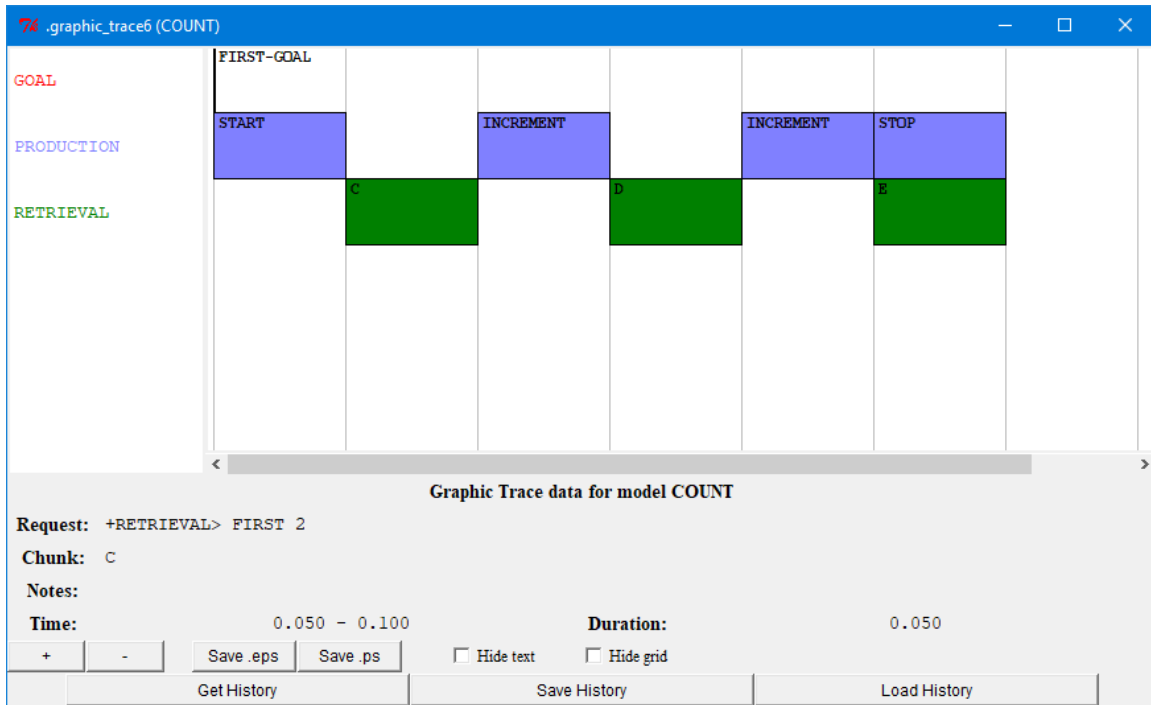 .graphic_trace6 (COUNT)
FIRST-GOAL
GOAL
START INCREMENT INCREMENT STOP
PRODUCTION
C D E
RETRIEVAL
Graphic Trace data for model COUNT
Request: +RETRIEVAL> FIRST 2
Chunk: C
Notes:
Time: 0.050 - 0.100 Duration: 0.050
+ - Save .eps Save .ps Hide text Hide grid
Get History Save History Load History